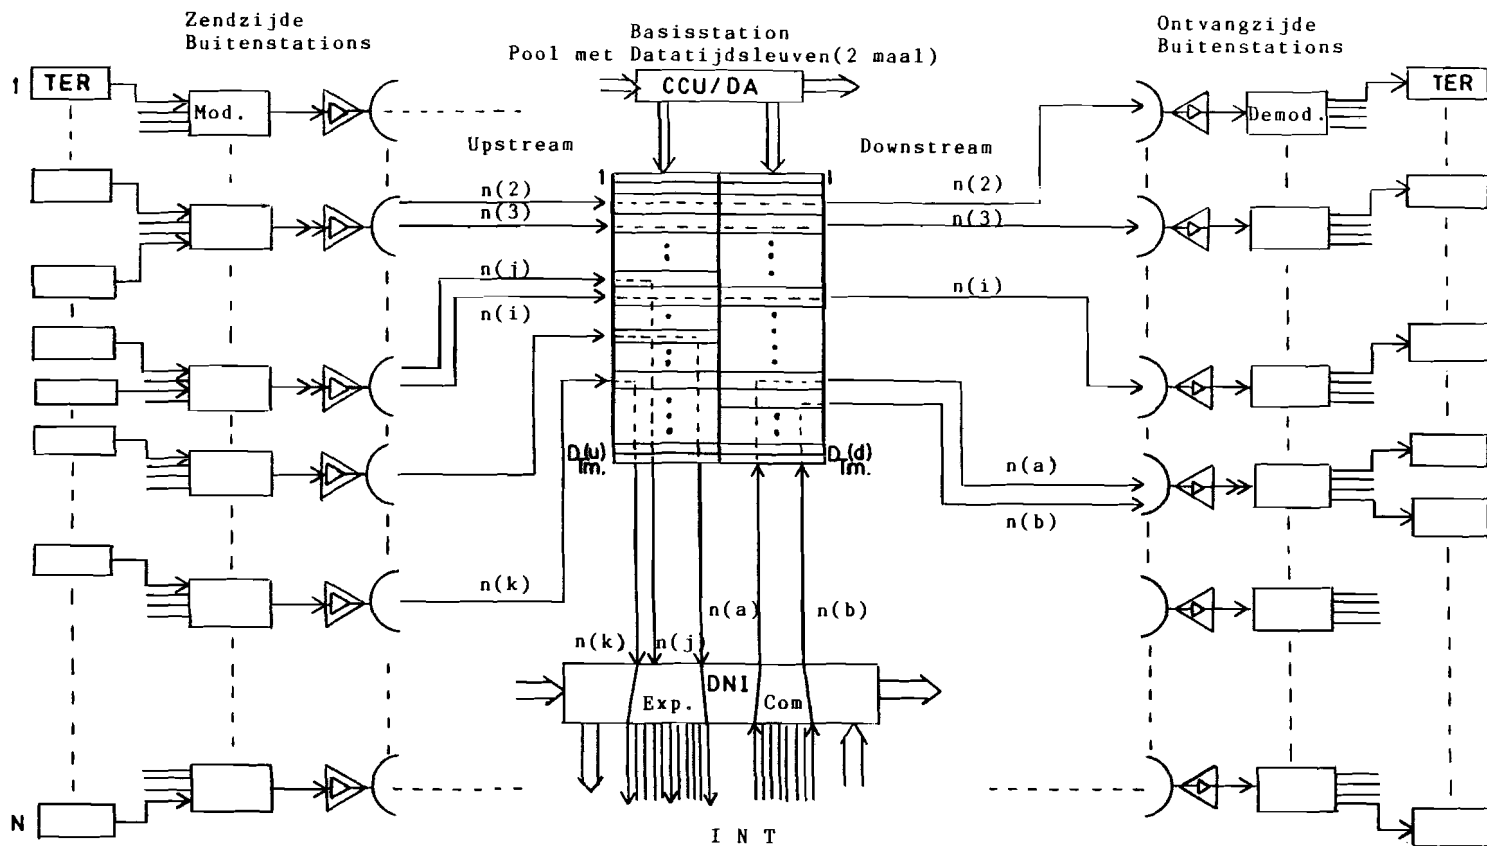 Zendzijde
Buitenstations
Basisstation
Pool met Datatijdsleuven(2 maal)
Ontvangzijde
Buitenstations
1
TER
Mod.
CCU/DA
Demod.
TER
Upstream
Downstream
1
1
n(2)
n(2)
n(3)
n(3)
n(j)
n(i)
n(i)
D(u)
Tm.
D(d)
Tm.
n(a)
n(b)
n(k)
n(a)
n(b)
n(k)
n(j)
DNI
Exp.
Com
N
INT